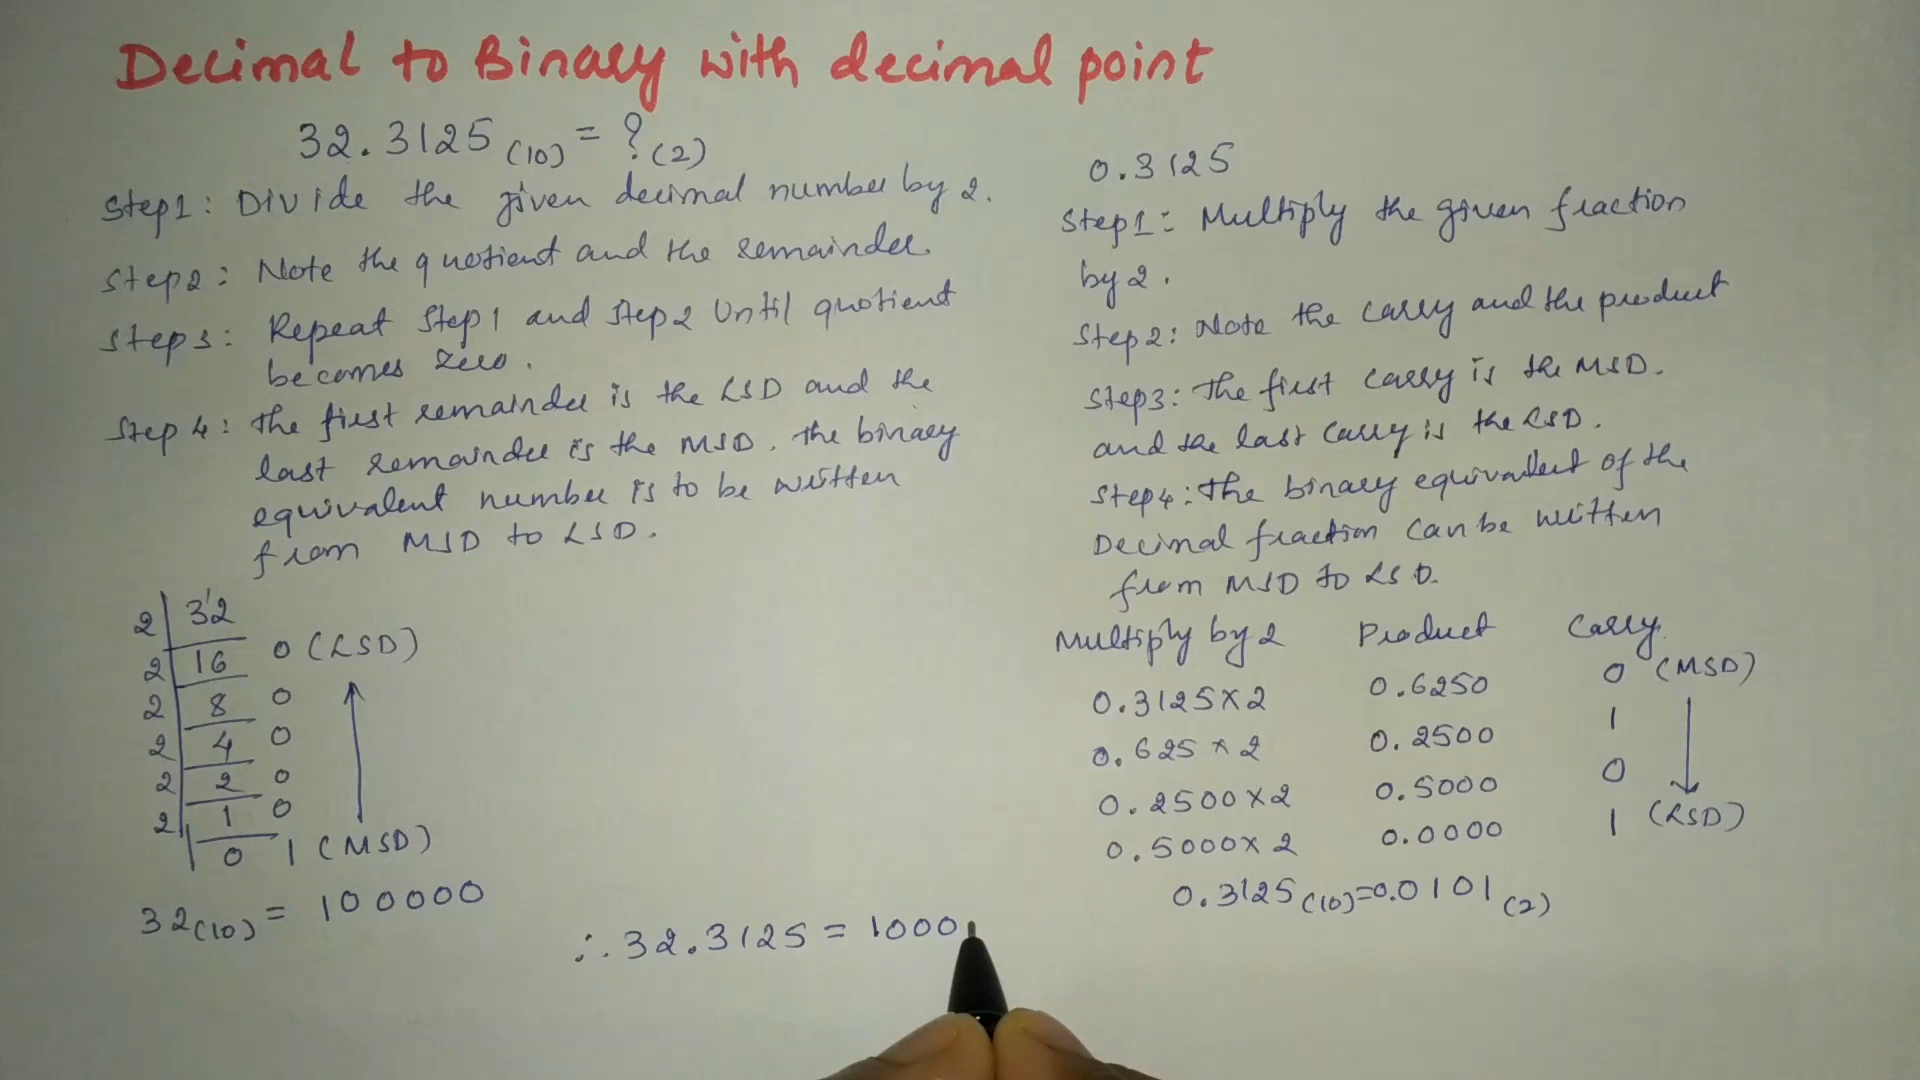 Decimal to Binary with decimal point
32.3125 (10) = ? (2)
Step1: Divide the given decimal number by 2.
Step2: Note the quotient and the remainder
Step3: Repeat Step1 and Step2 Until quotient
becomes zero.
Step 4: the first remainder is the LSD and the
last remainder is the MSD. The binary
equivalent number is to be written
from MSD to LSD.
2 32
2 16 0 (LSD)
2 8 0
2 4 0
2 2 0
2 1 0
0 1 (MSD)
32(10) = 100000
0.3125
Step1: Multiply the given fraction
by 2.
Step2: Note the carry and the product
Step3: The first carry is the MSD.
and the last carry is the LSD.
Step4: The binary equivalent of the
Decimal fraction can be written
from MSD to LSD.
Multiply by 2 Product Carry
0.3125×2 0.6250 0 (MSD)
0.625 × 2 0.2500 1
0.2500×2 0.5000 0
0.5000×2 0.0000 1 (LSD)
0.3125(10)=0.0101(2)
∴ 32.3125 = 1000